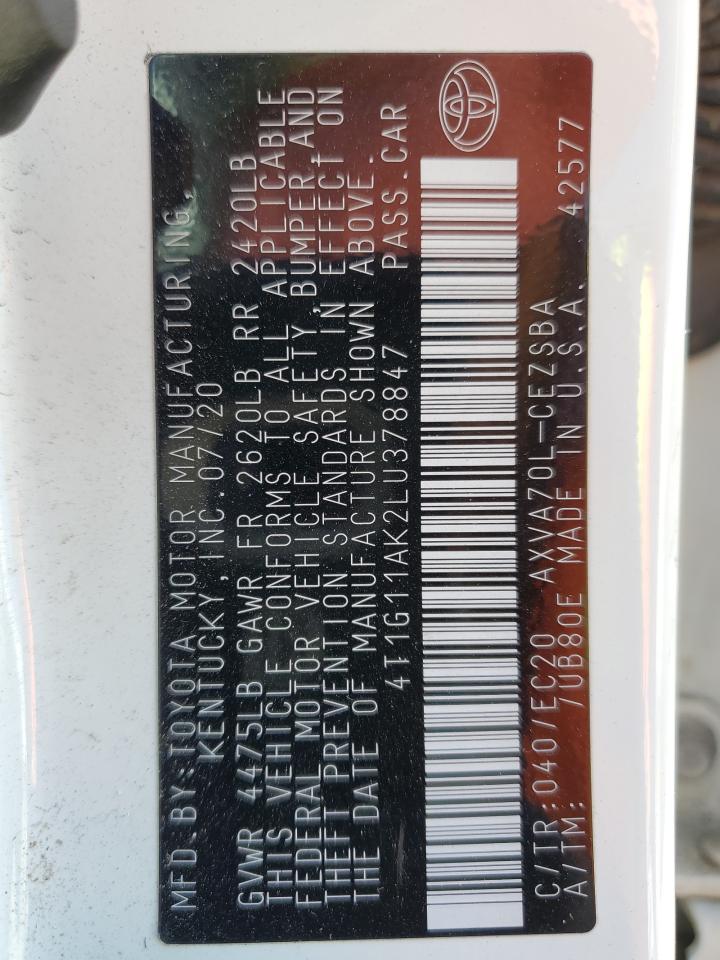 MFD.BY:TOYOTA MOTOR MANUFACTURING,
KENTUCKY, INC.07/20
GVWR 4475LB GAWR FR 2620LB RR 2420LB
THIS VEHICLE CONFORMS TO ALL APPLICABLE
FEDERAL MOTOR VEHICLE SAFETY, BUMPER,AND
THEFT PREVENTION STANDARDS IN EFFECT ON
THE DATE OF MANUFACTURE SHOWN ABOVE.
4T1G11AK2LU378847 PASS.CAR
C/TR:040/EC20 AXVA70L-CEZSBA
A/TM: /UB80E MADE IN U.S.A. 42577